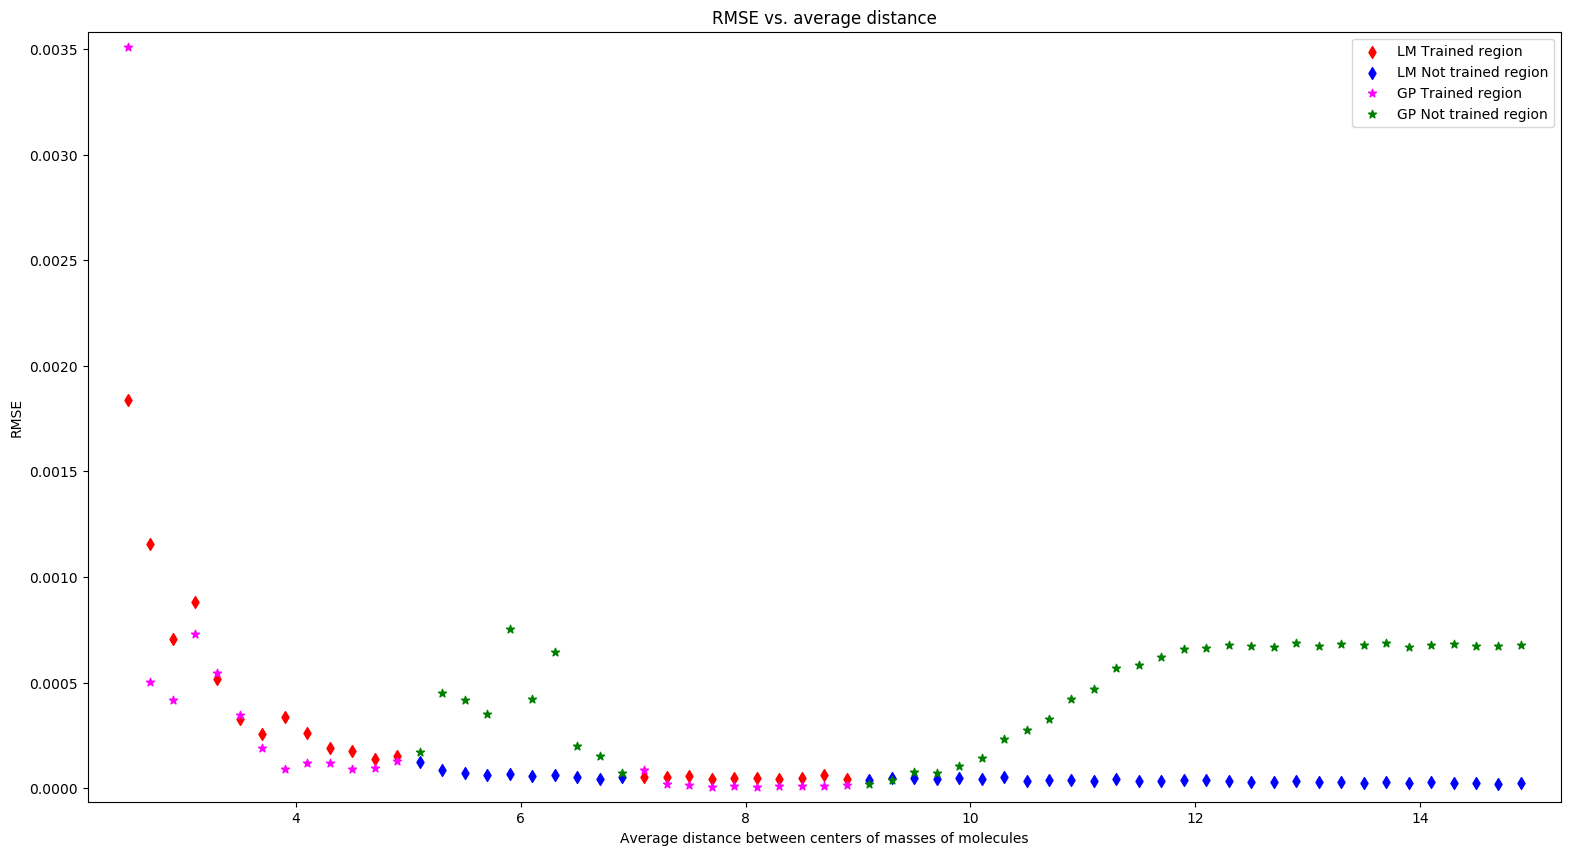 RMSE vs. average distance
LM Trained region
LM Not trained region
GP Trained region
GP Not trained region
0.0035
0.0030
0.0025
0.0020
0.0015
0.0010
0.0005
0.0000
RMSE
4 6 8 10 12 14
Average distance between centers of masses of molecules